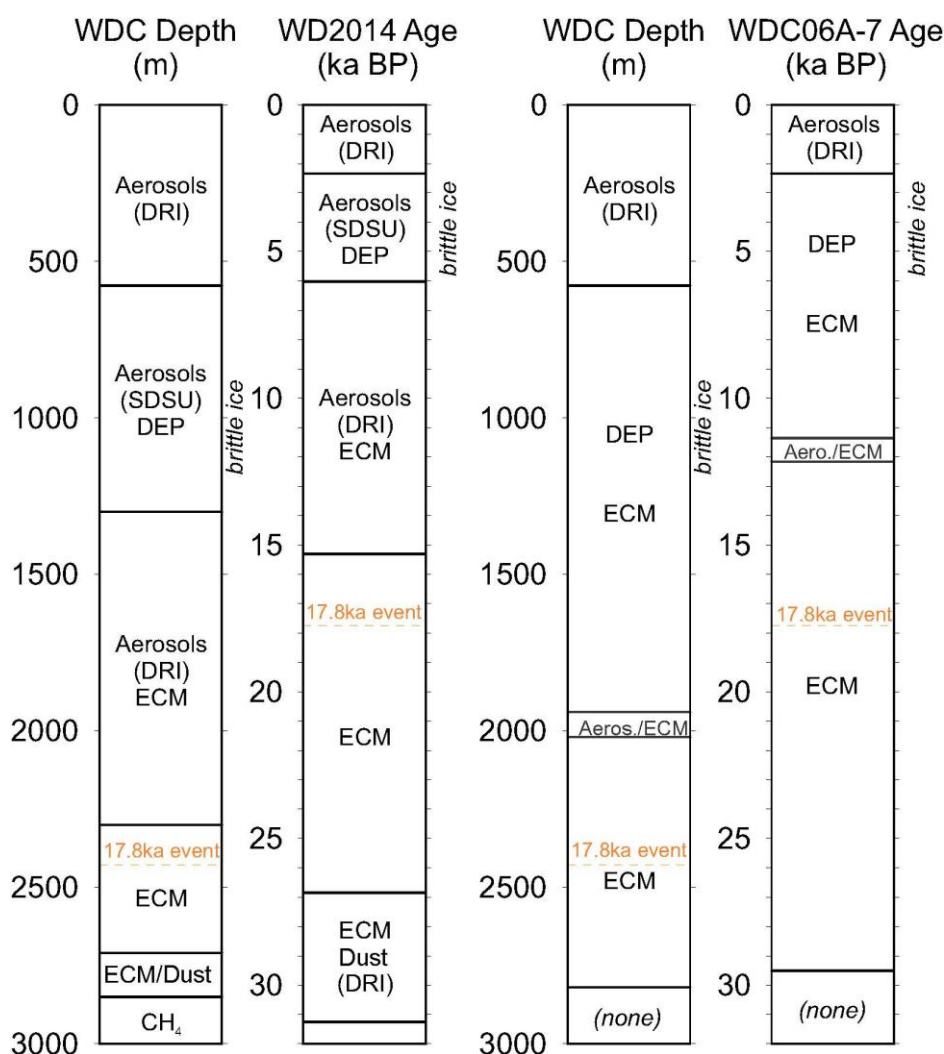 WDC Depth
(m)
0
500
1000
1500
2000
2500
3000
Aerosols
(DRI)
Aerosols
(SDSU)
DEP
brittle ice
Aerosols
(DRI)
ECM
17.8ka event
ECM
ECM/Dust
CH₄
WD2014 Age
(ka BP)
0
5
10
15
20
25
30
Aerosols
(DRI)
Aerosols
(SDSU)
DEP
brittle ice
Aerosols
(DRI)
ECM
17.8ka event
ECM
ECM
Dust
(DRI)
WDC Depth
(m)
0
500
1000
1500
2000
2500
3000
Aerosols
(DRI)
DEP
brittle ice
ECM
Aeros./ECM
17.8ka event
ECM
(none)
WDC06A-7 Age
(ka BP)
0
5
10
15
20
25
30
Aerosols
(DRI)
brittle ice
DEP
ECM
Aero./ECM
17.8ka event
ECM
(none)